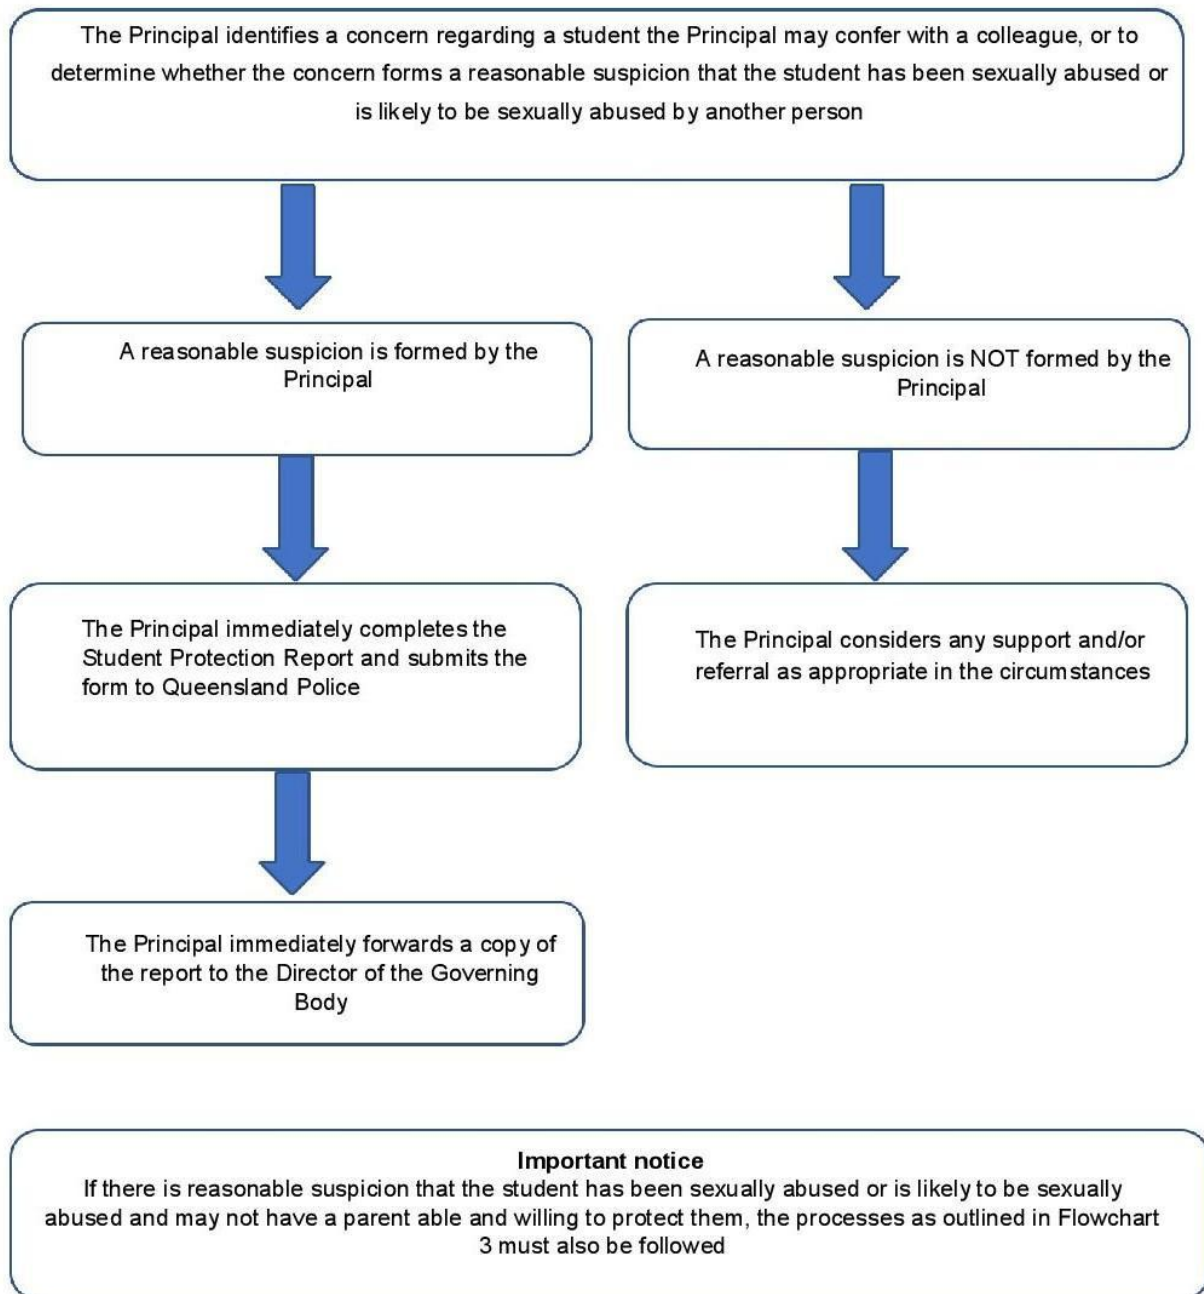 The Principal identifies a concern regarding a student the Principal may confer with a colleague, or to
determine whether the concern forms a reasonable suspicion that the student has been sexually abused or
is likely to be sexually abused by another person
A reasonable suspicion is formed by the
Principal
A reasonable suspicion is NOT formed by the
Principal
The Principal immediately completes the
Student Protection Report and submits the
form to Queensland Police
The Principal considers any support and/or
referral as appropriate in the circumstances
The Principal immediately forwards a copy of
the report to the Director of the Governing
Body
Important notice
If there is reasonable suspicion that the student has been sexually abused or is likely to be sexually
abused and may not have a parent able and willing to protect them, the processes as outlined in Flowchart
3 must also be followed